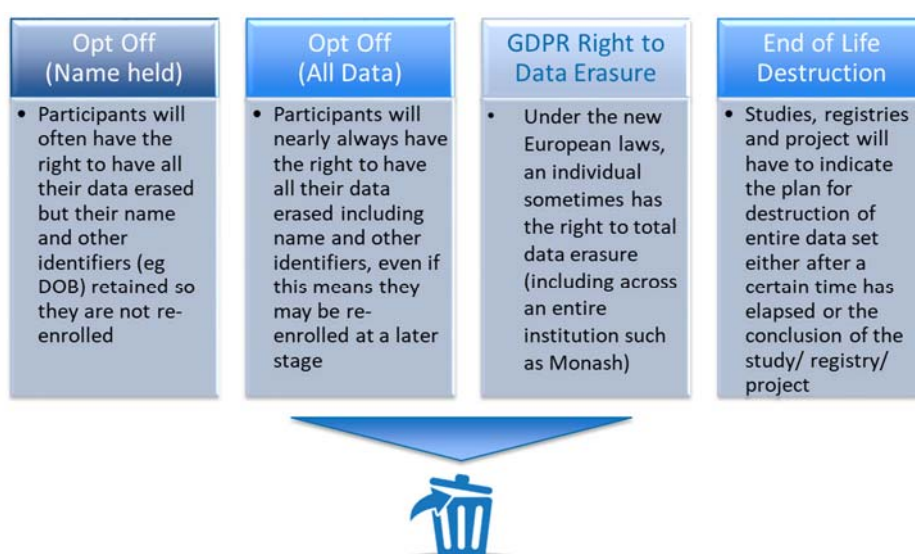 Opt Off
(Name held)
• Participants will
often have the
right to have all
their data erased
but their name
and other
identifiers (eg
DOB) retained so
they are not re-
enrolled
Opt Off
(All Data)
• Participants will
nearly always have
the right to have
all their data
erased including
name and other
identifiers, even if
this means they
may be re-
enrolled at a later
stage
GDPR Right to
Data Erasure
• Under the new
European laws,
an individual
sometimes has
the right to total
data erasure
(including across
an entire
institution such
as Monash)
End of Life
Destruction
• Studies, registries
and project will
have to indicate
the plan for
destruction of
entire data set
either after a
certain time has
elapsed or the
conclusion of the
study/ registry/
project